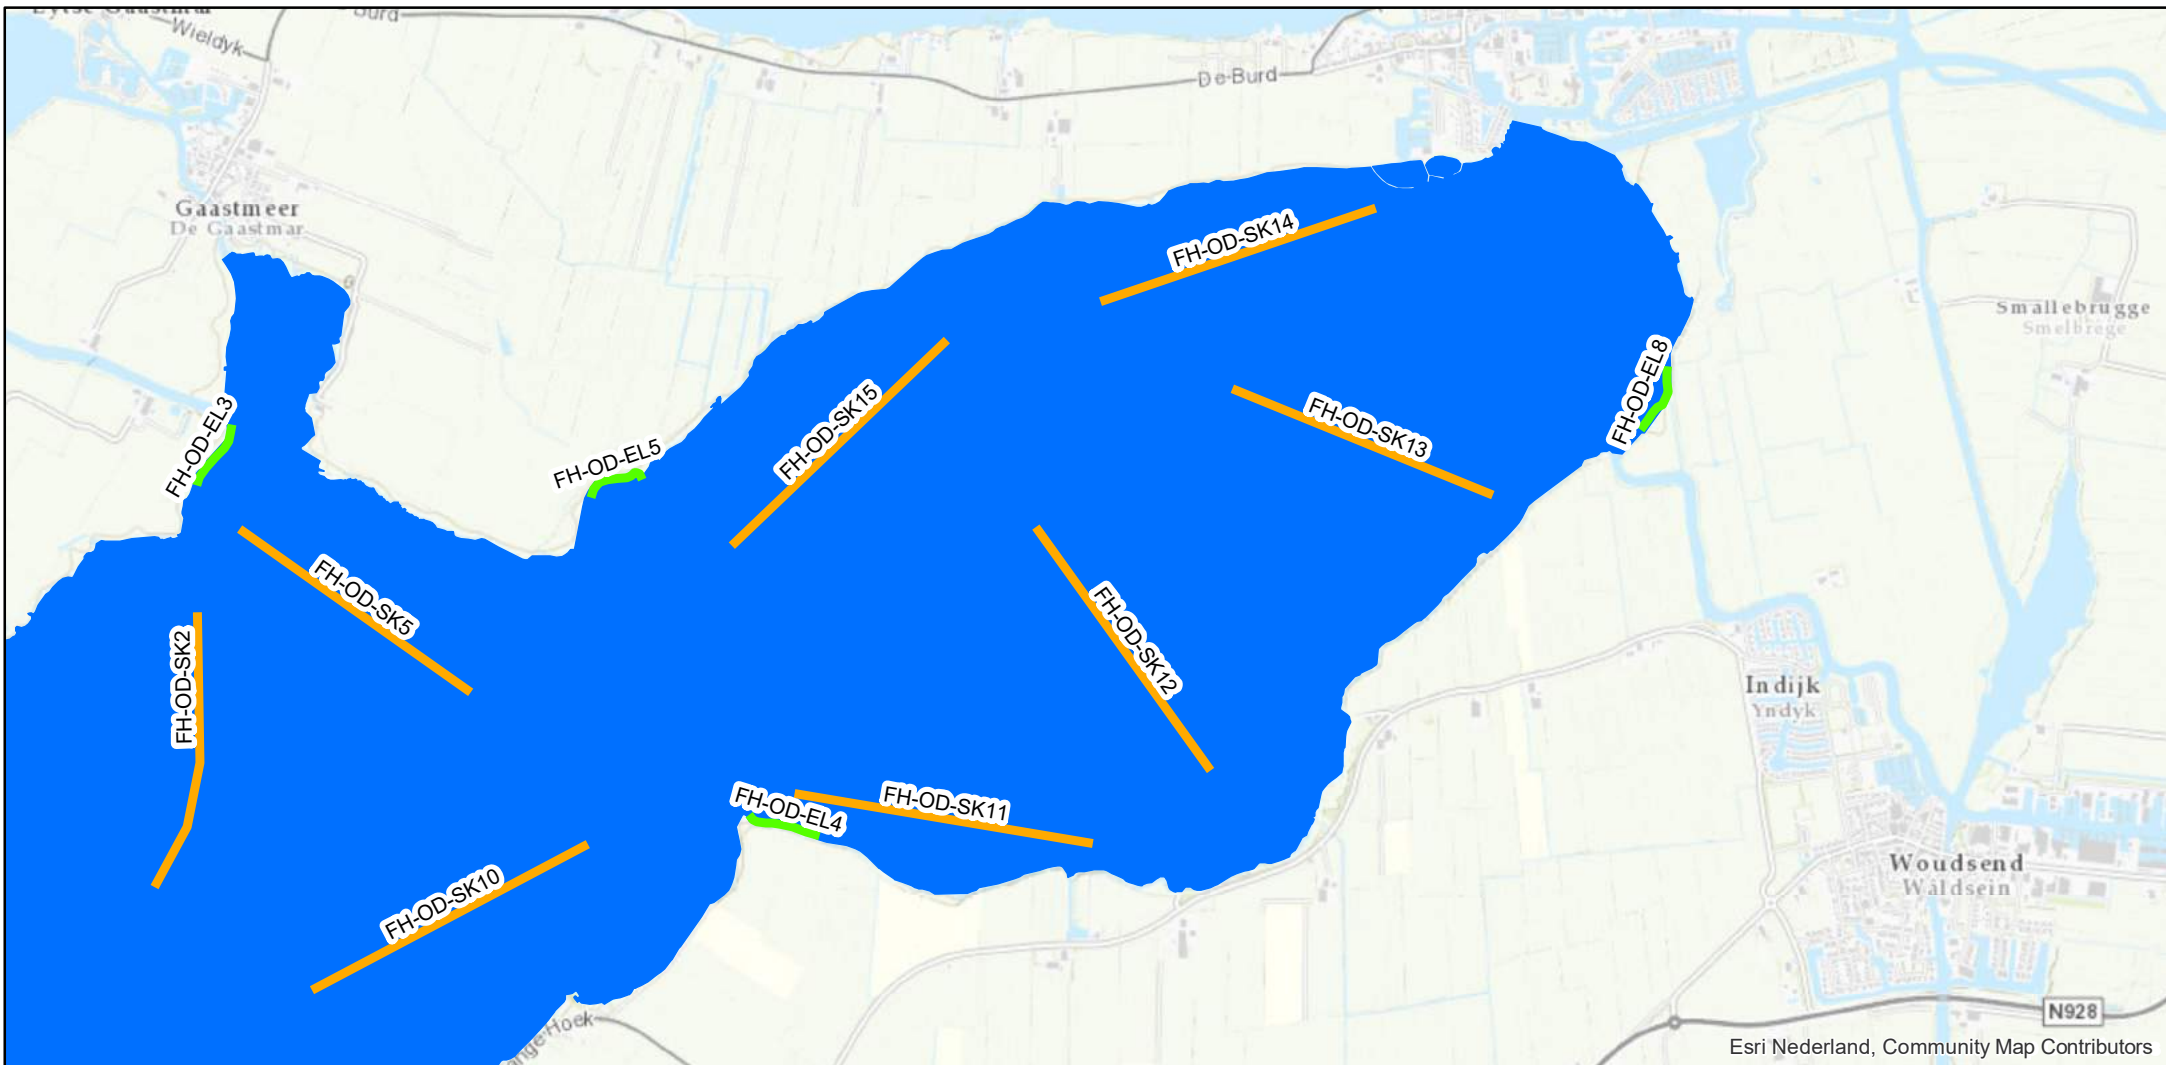 Wieldyk
De Burd
Gaastmeer
De Gaastmar
FH-OD-SK14
Smallebrugge
Smelbrêge
FH-OD-EL8
FH-OD-SK15
FH-OD-SK13
FH-OD-EL3
FH-OD-EL5
FH-OD-SK5
FH-OD-SK12
FH-OD-SK2
Indijk
Yndyk
FH-OD-EL4
FH-OD-SK11
Woudsend
Wâldsein
FH-OD-SK10
N928
Hoek
Esri Nederland, Community Map Contributors